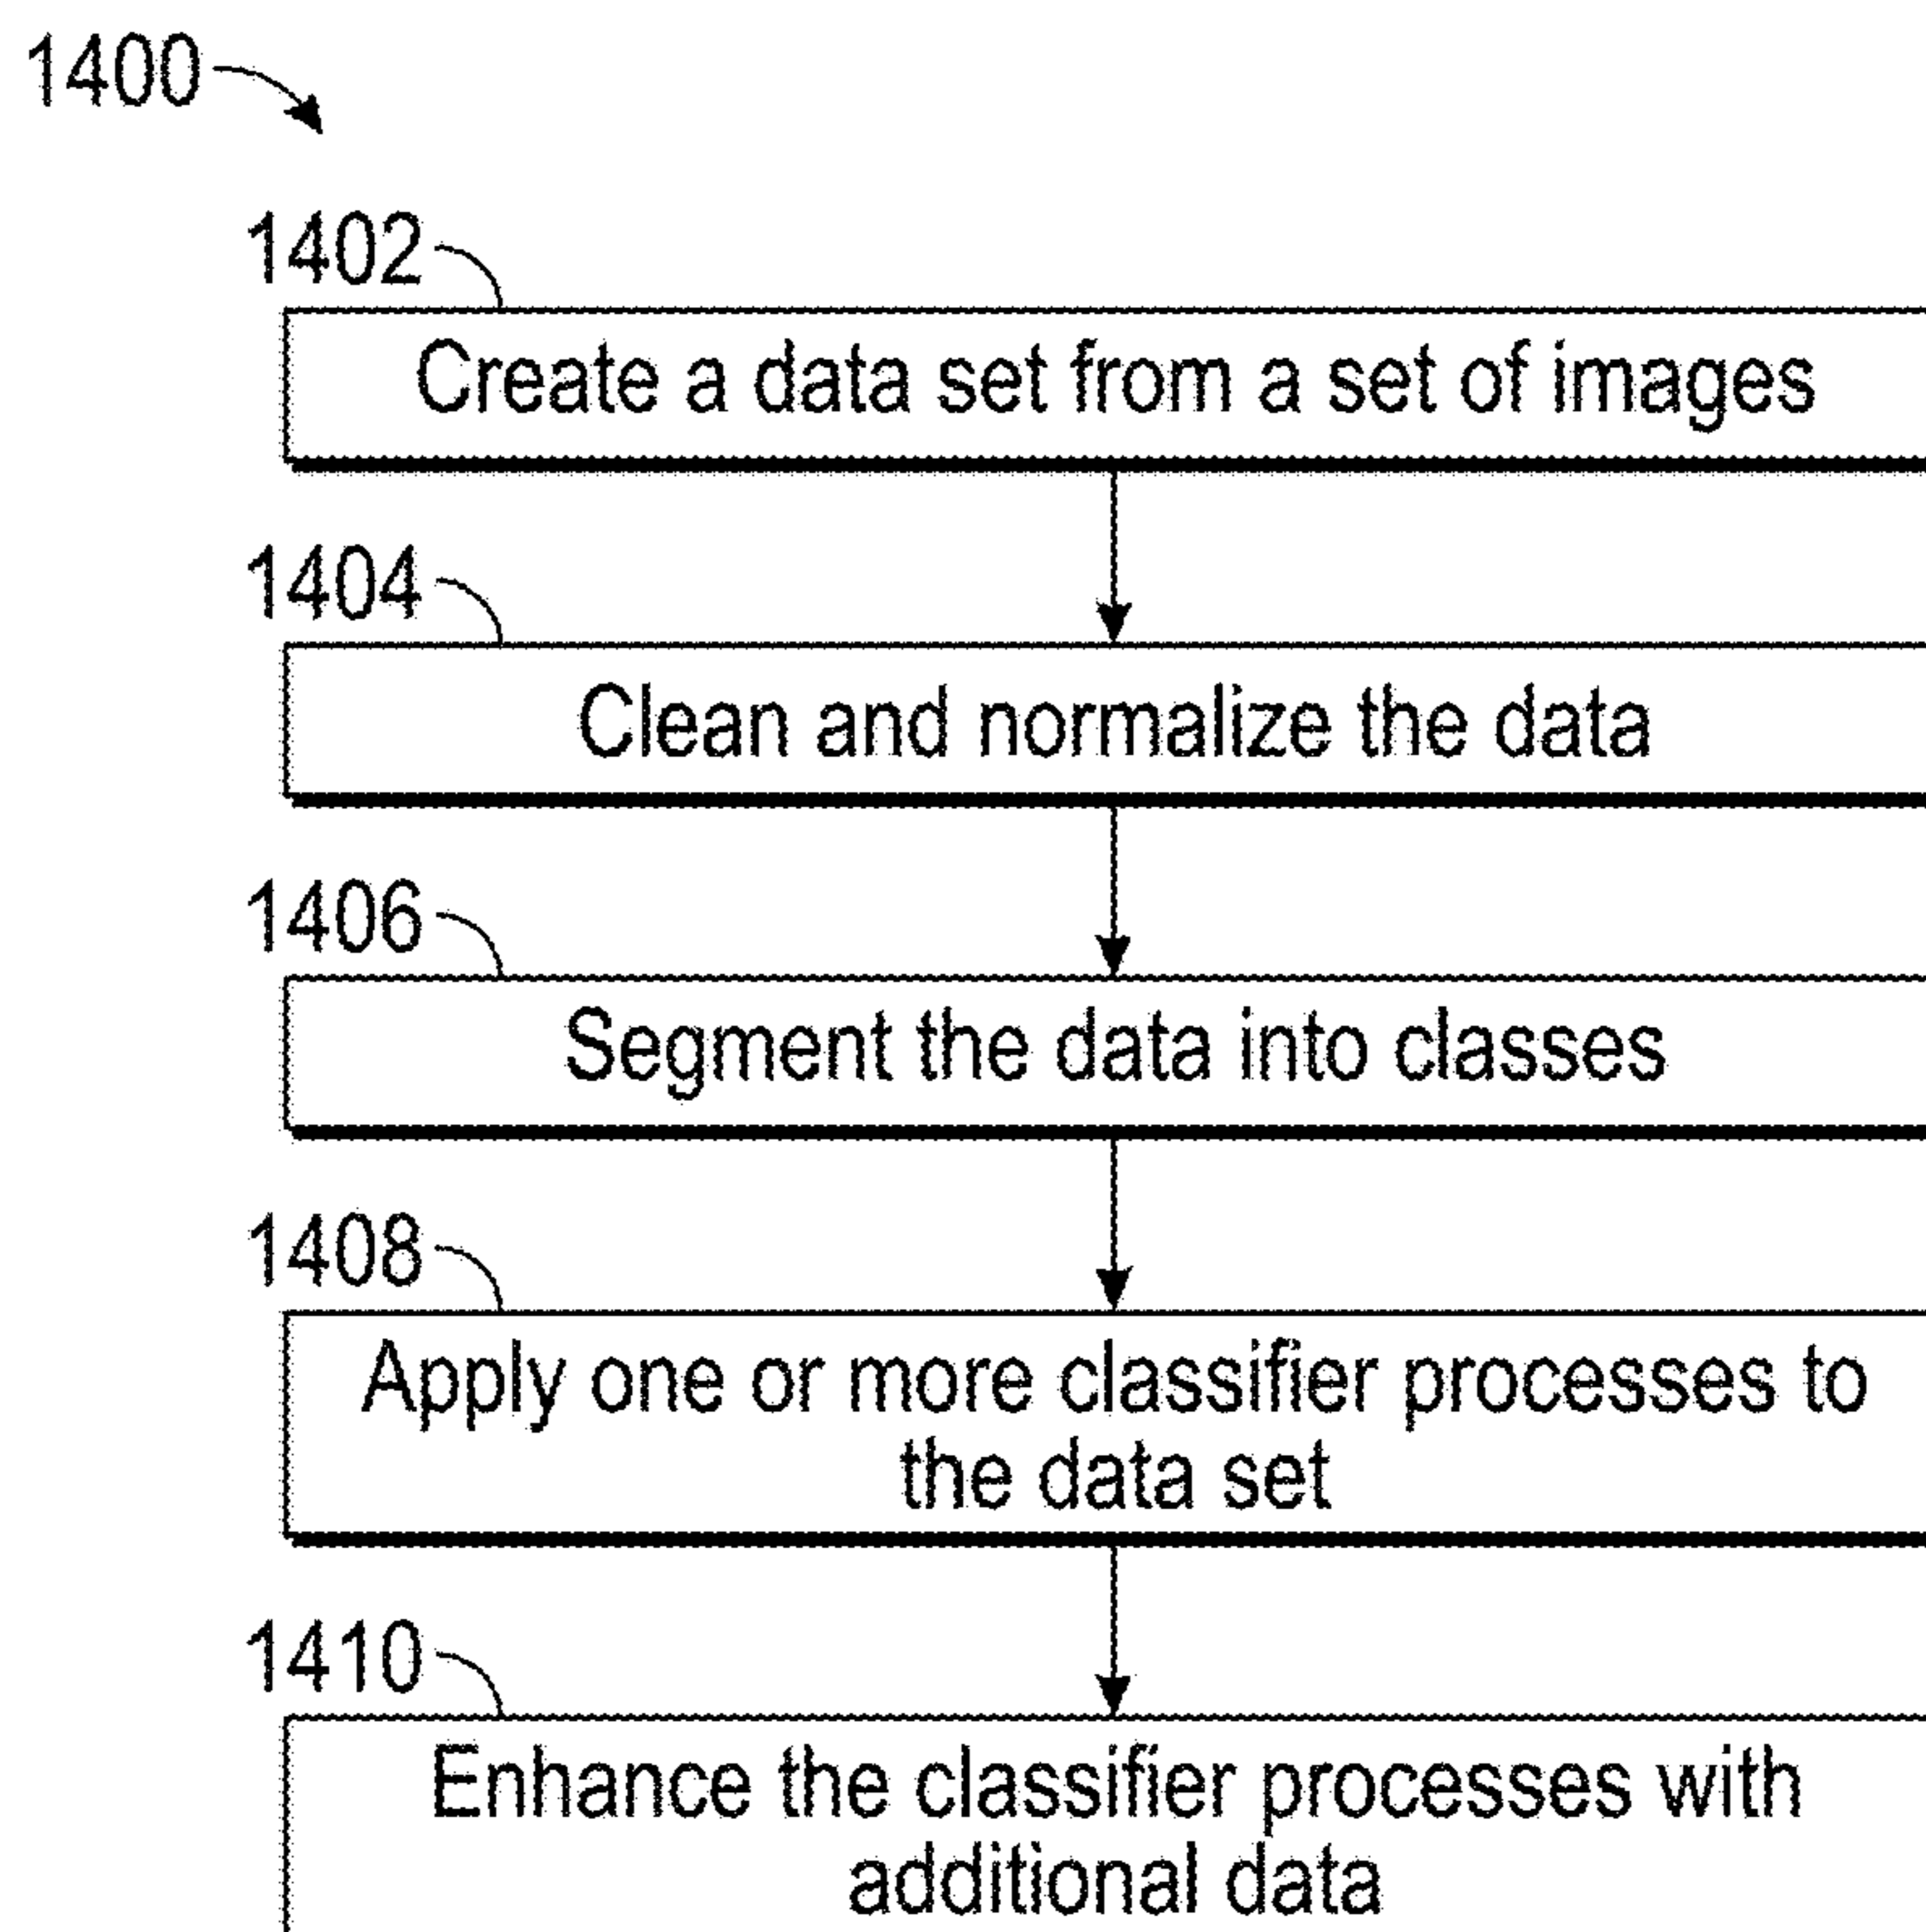 1400
1402
Create a data set from a set of images
1404
Clean and normalize the data
1406
Segment the data into classes
1408
Apply one or more classifier processes to
the data set
1410
Enhance the classifier processes with
additional data